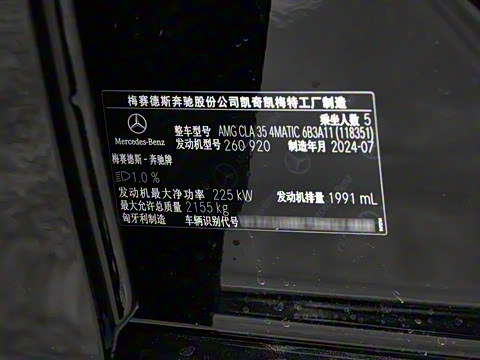 梅赛德斯奔驰股份公司凯奇凯梅特工厂制造
乘坐人数 5
Mercedes-Benz
整车型号 AMG CLA 35 4MATIC 6B3A11 (118351)
发动机型号 260 920 制造年月 2024-07
梅赛德斯 - 奔驰牌
1.0 %
发动机最大净功率 225 kW 发动机排量 1991 mL
最大允许总质量 2155 kg
匈牙利制造 车辆识别代号